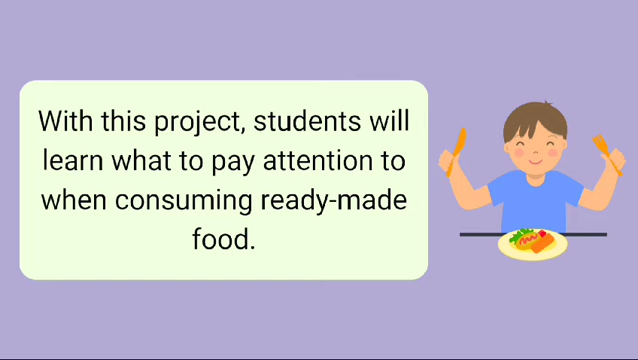 With this project, students will
learn what to pay attention to
when consuming ready-made
food.